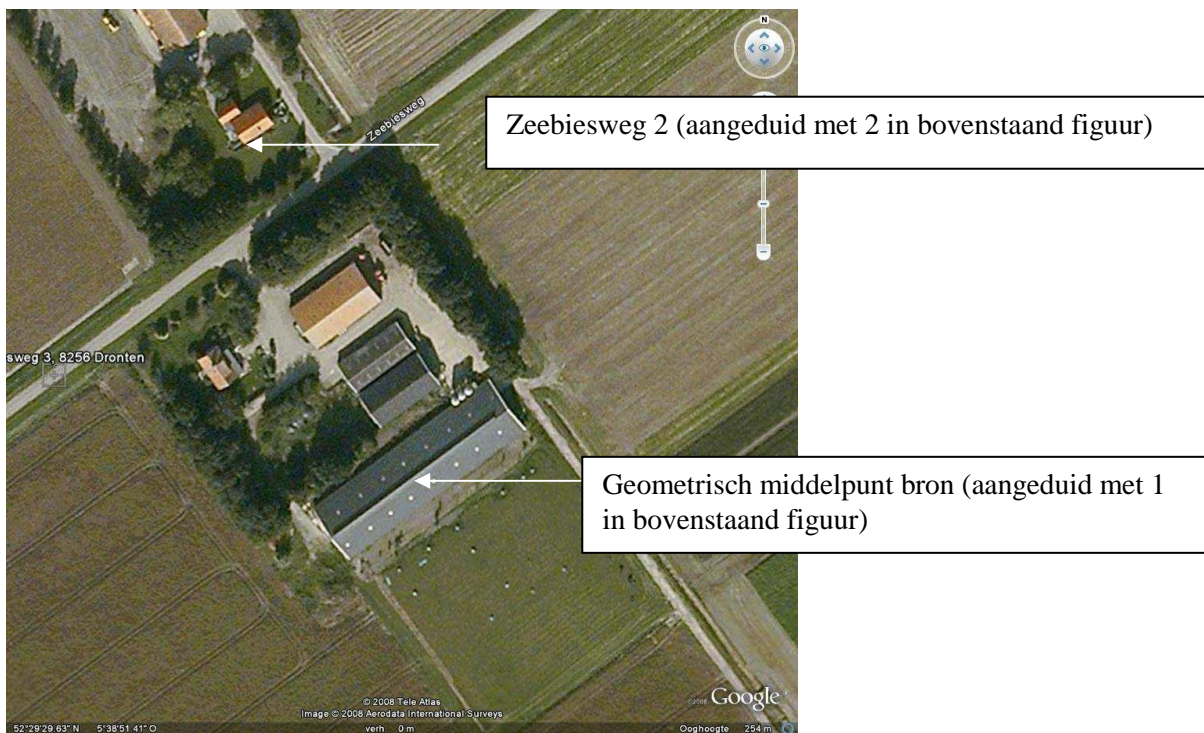 N
Zeebiesweg
Zeebiesweg 2 (aangeduid met 2 in bovenstaand figuur)
sweg 3, 8256 Dronten
Geometrisch middelpunt bron (aangeduid met 1
in bovenstaand figuur)
© 2008 Tele Atlas
Image © 2008 Aerodata International Surveys
©2008 Google
52°29'29.63" N 5°38'51.41" O
verh. 0 m
Ooghoogte 254 m